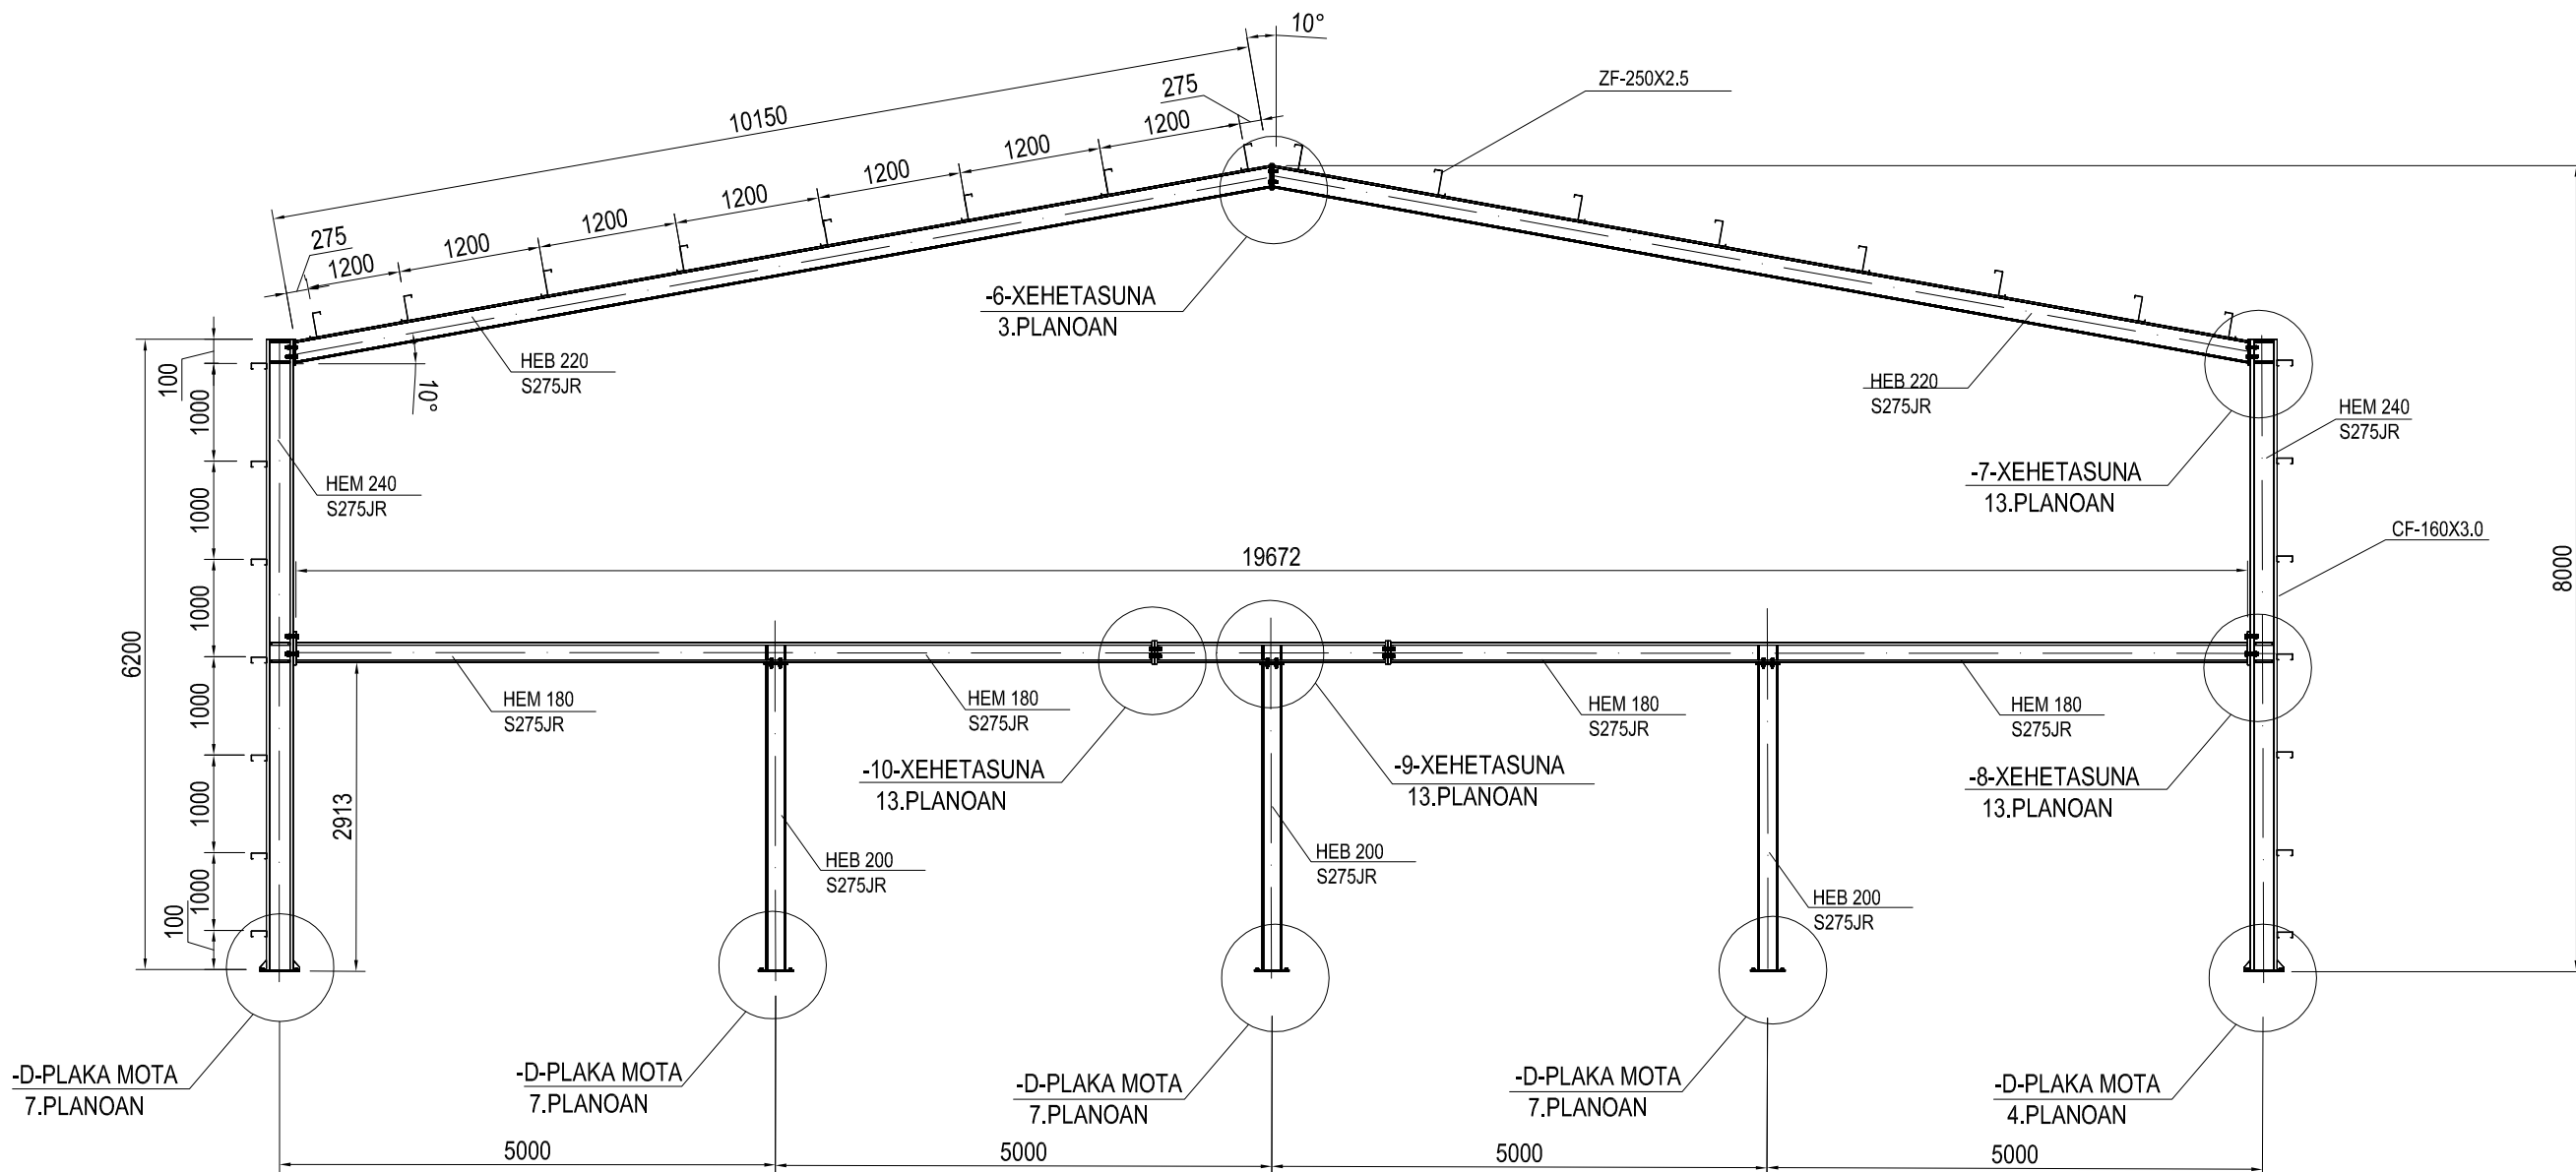 10°
ZF-250X2.5
275
10150
1200
1200
1200
1200
1200
1200
1200
275
-6-XEHETASUNA
3.PLANOAN
HEB 220
S275JR
10°
HEB 220
S275JR
HEM 240
S275JR
100
1000
1000
1000
1000
1000
1000
100
6200
HEM 240
S275JR
-7-XEHETASUNA
13.PLANOAN
CF-160X3.0
19672
8000
2913
HEM 180
S275JR
HEM 180
S275JR
HEM 180
S275JR
HEM 180
S275JR
-10-XEHETASUNA
13.PLANOAN
-9-XEHETASUNA
13.PLANOAN
-8-XEHETASUNA
13.PLANOAN
HEB 200
S275JR
HEB 200
S275JR
HEB 200
S275JR
-D-PLAKA MOTA
7.PLANOAN
-D-PLAKA MOTA
7.PLANOAN
-D-PLAKA MOTA
7.PLANOAN
-D-PLAKA MOTA
7.PLANOAN
-D-PLAKA MOTA
4.PLANOAN
5000
5000
5000
5000